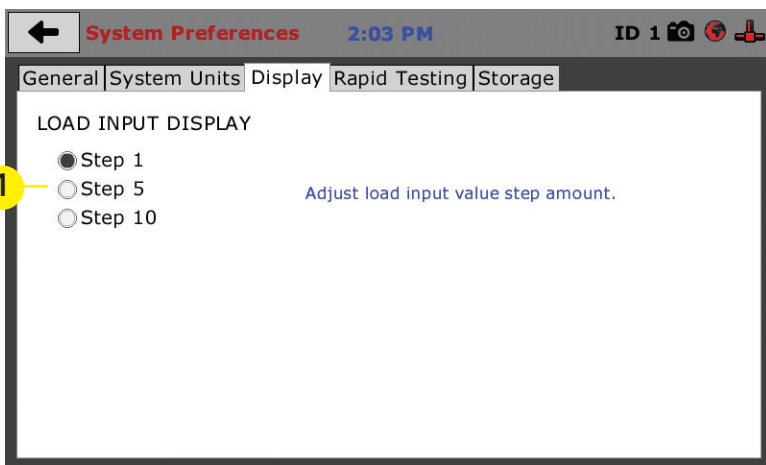 System Preferences 2:03 PM ID 1
General System Units Display Rapid Testing Storage
LOAD INPUT DISPLAY
Step 1
1 Step 5 Adjust load input value step amount.
Step 10